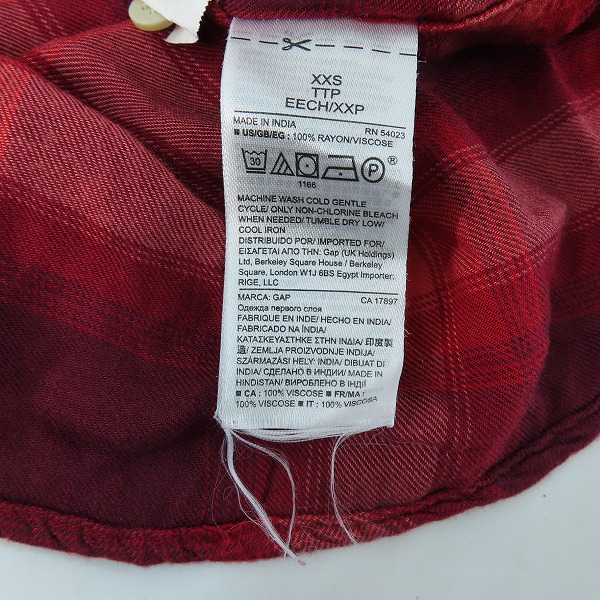 XXS
TTP
EECH/XXP
MADE IN INDIA RN 54023
■ US/GB/EG : 100% RAYON/VISCOSE
30 P ®
1166
MACHINE WASH COLD GENTLE
CYCLE/ ONLY NON-CHLORINE BLEACH
WHEN NEEDED/ TUMBLE DRY LOW/
COOL IRON
DISTRIBUIDO POR/ IMPORTED FOR/
ΕΙΣΑΓΕΤΑΙ ΑΠΟ ΤΗΝ: Gap (UK Holdings)
Ltd, Berkeley Square House / Berkeley
Square, London W1J 6BS Egypt Importer:
RIGE, LLC
MARCA: GAP CA 17897
Одежда первого слоя
FABRIQUE EN INDE/ HECHO EN INDIA/
FABRICADO NA ÍNDIA/
ΚΑΤΑΣΚΕΥΑΣΤΗΚΕ ΣΤΗΝ ΙΝΔΙΑ/ 印度製
造/ ZEMLJA PROIZVODNJE INDIJA/
SZÁRMAZÁSI HELY: INDIA/ DIBUAT DI
INDIA/ СДЕЛАНО В ИНДИИ/ MADE IN
HINDISTAN/ ВИРОБЛЕНО В ІНДІЇ
■ CA : 100% VISCOSE ■ FR/MA :
100% VISCOSE ■ IT : 100% VISCOSA